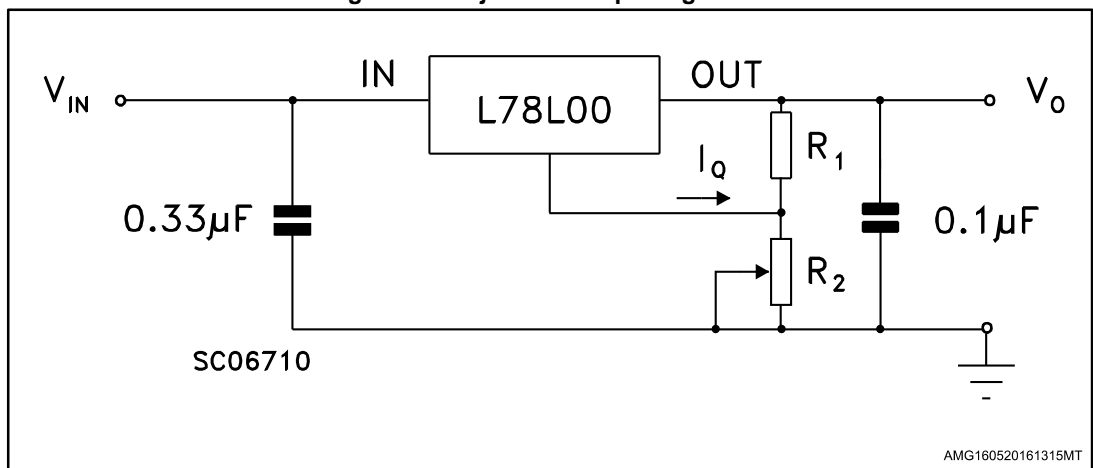 V_IN IN L78L00 OUT V_O
I_Q R_1
0.33µF 0.1µF
R_2
SC06710
AMG160520161315MT